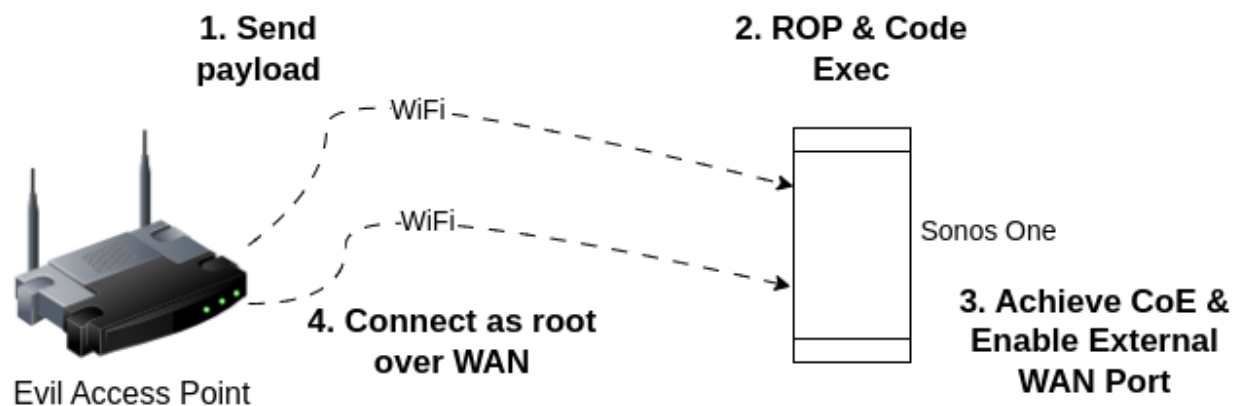 1. Send
payload
2. ROP & Code
Exec
WiFi
WiFi
Sonos One
3. Achieve CoE &
Enable External
WAN Port
4. Connect as root
over WAN
Evil Access Point